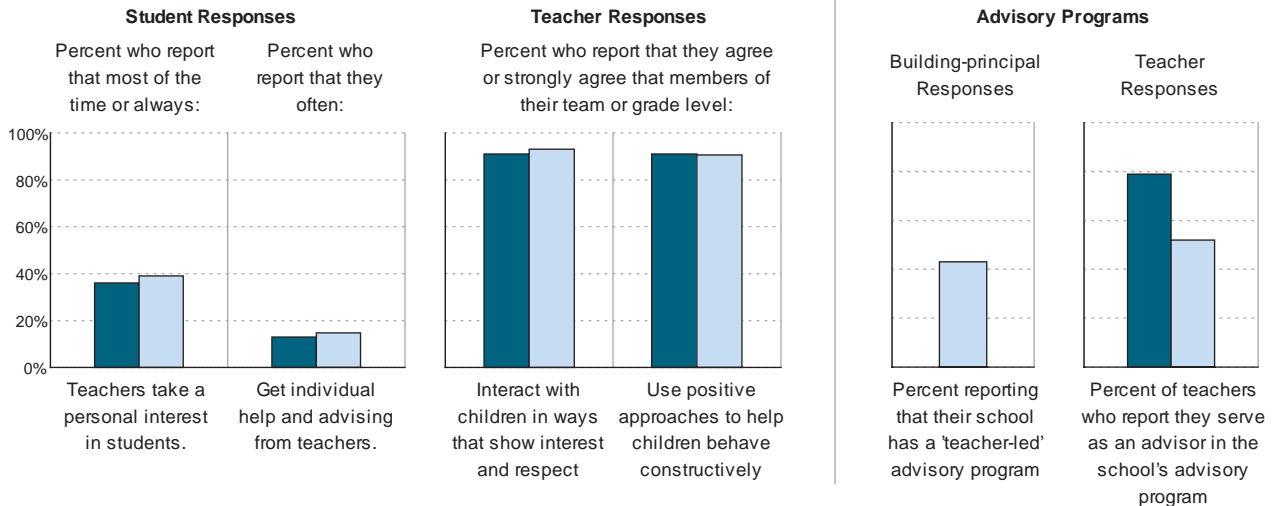 Student Responses
Percent who report
that most of the
time or always:
Percent who
report that they
often:
100%
80%
60%
40%
20%
0%
Teachers take a
personal interest
in students.
Get individual
help and advising
from teachers.
Teacher Responses
Percent who report that they agree
or strongly agree that members of
their team or grade level:
Interact with
children in ways
that show interest
and respect
Use positive
approaches to help
children behave
constructively
Advisory Programs
Building-principal
Responses
Percent reporting
that their school
has a 'teacher-led’
advisory program
Teacher
Responses
Percent of teachers
who report they serve
as an advisor in the
school’s advisory
program